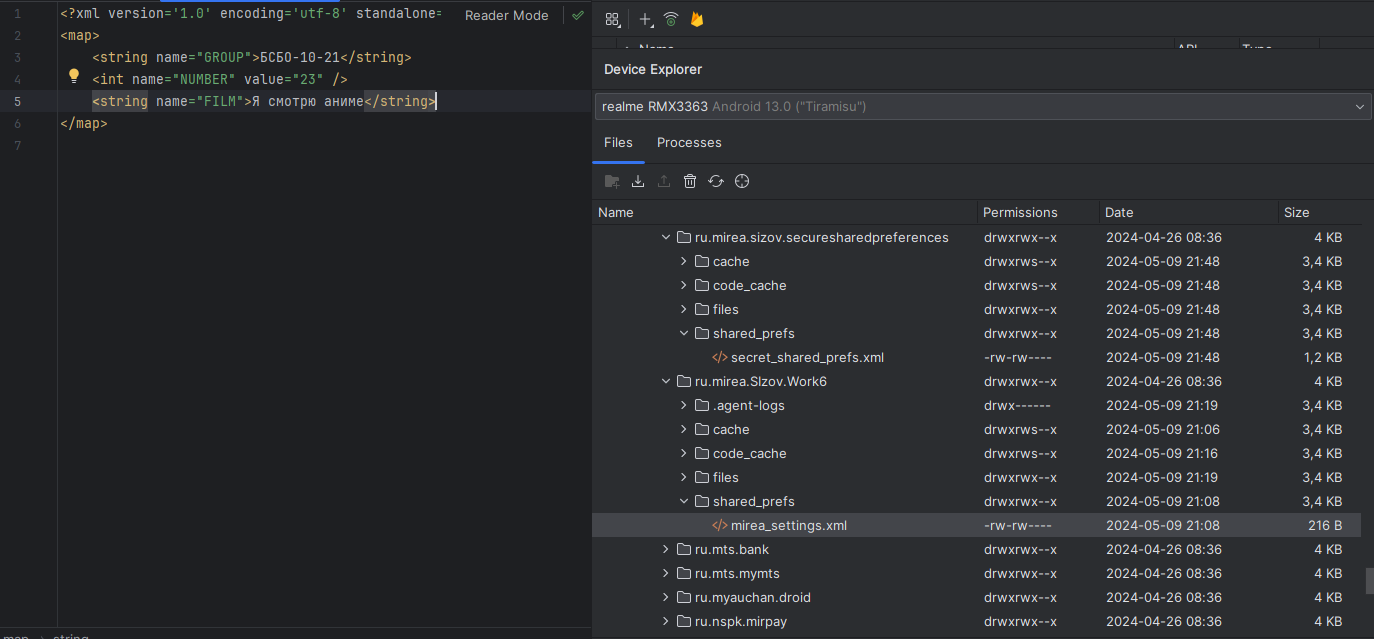 1 <?xml version='1.0' encoding='utf-8' standalone=
Reader Mode
2 <map>
3 <string name="GROUP">БСБО-10-21</string>
4 <int name="NUMBER" value="23" />
5 <string name="FILM">Я смотрю аниме</string>
6 </map>
7
Name API Type
Device Explorer
realme RMX3363 Android 13.0 ("Tiramisu")
Files Processes
Name Permissions Date Size
ru.mirea.sizov.securesharedpreferences drwxrwx--x 2024-04-26 08:36 4 KB
cache drwxrws--x 2024-05-09 21:48 3,4 KB
code_cache drwxrws--x 2024-05-09 21:48 3,4 KB
files drwxrwx--x 2024-05-09 21:48 3,4 KB
shared_prefs drwxrwx--x 2024-05-09 21:48 3,4 KB
</> secret_shared_prefs.xml -rw-rw---- 2024-05-09 21:48 1,2 KB
ru.mirea.SIzov.Work6 drwxrwx--x 2024-04-26 08:36 4 KB
.agent-logs drwx------ 2024-05-09 21:19 3,4 KB
cache drwxrws--x 2024-05-09 21:06 3,4 KB
code_cache drwxrws--x 2024-05-09 21:16 3,4 KB
files drwxrwx--x 2024-05-09 21:19 3,4 KB
shared_prefs drwxrwx--x 2024-05-09 21:08 3,4 KB
</> mirea_settings.xml -rw-rw---- 2024-05-09 21:08 216 B
ru.mts.bank drwxrwx--x 2024-04-26 08:36 4 KB
ru.mts.mymts drwxrwx--x 2024-04-26 08:36 4 KB
ru.myauchan.droid drwxrwx--x 2024-04-26 08:36 4 KB
ru.nspk.mirpay drwxrwx--x 2024-04-26 08:36 4 KB
map > string